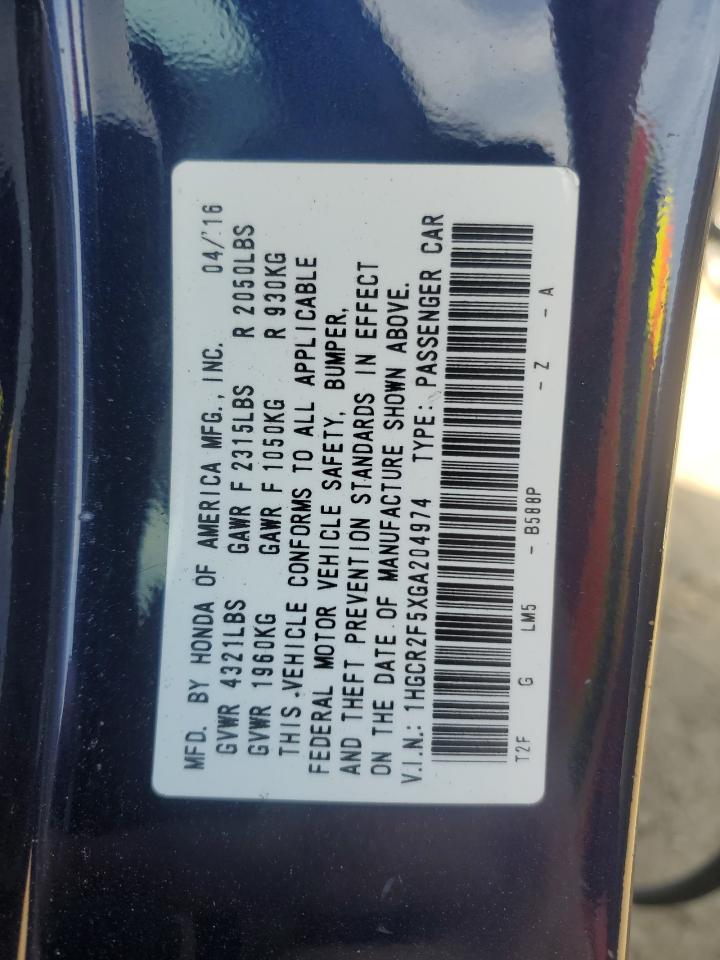 MFD. BY HONDA OF AMERICA MFG., INC. 04/'16
GVWR 4321LBS GAWR F 2315LBS R 2050LBS
GVWR 1960KG GAWR F 1050KG R 930KG
THIS VEHICLE CONFORMS TO ALL APPLICABLE
FEDERAL MOTOR VEHICLE SAFETY, BUMPER,
AND THEFT PREVENTION STANDARDS IN EFFECT
ON THE DATE OF MANUFACTURE SHOWN ABOVE.
V.I.N.: 1HGCR2F5XGA204974 TYPE: PASSENGER CAR
T2F G LM5 - B588P - Z - A